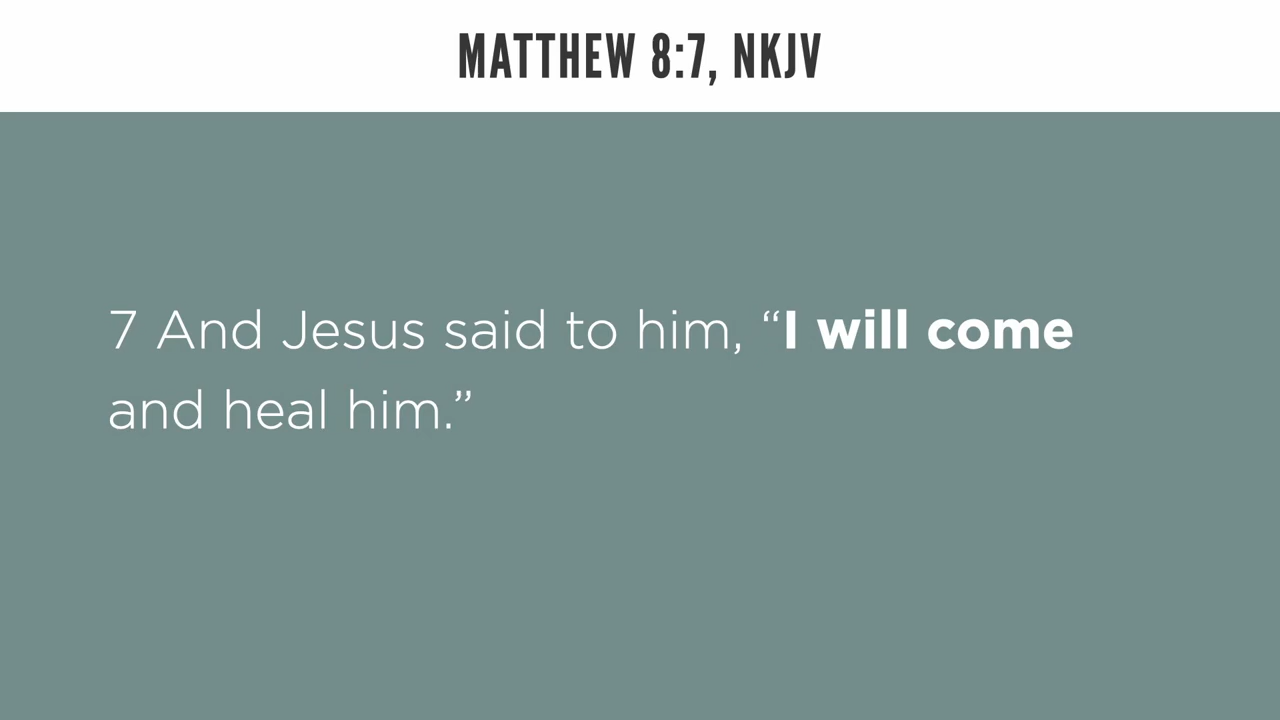 MATTHEW 8:7, NKJV
7 And Jesus said to him, “I will come
and heal him.”